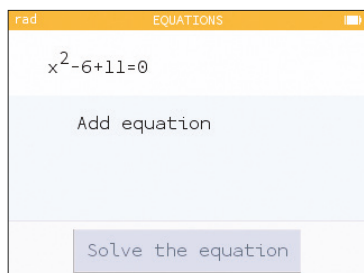 rad EQUATIONS
x²-6+11=0
Add equation
Solve the equation